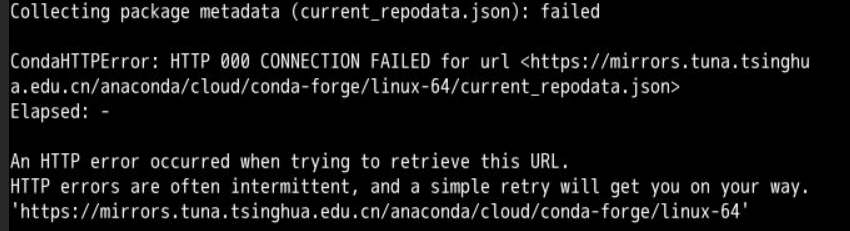 Collecting package metadata (current_repodata.json): failed
CondaHTTPError: HTTP 000 CONNECTION FAILED for url <https://mirrors.tuna.tsinghu
a.edu.cn/anaconda/cloud/conda-forge/linux-64/current_repodata.json>
Elapsed: -
An HTTP error occurred when trying to retrieve this URL.
HTTP errors are often intermittent, and a simple retry will get you on your way.
'https://mirrors.tuna.tsinghua.edu.cn/anaconda/cloud/conda-forge/linux-64'